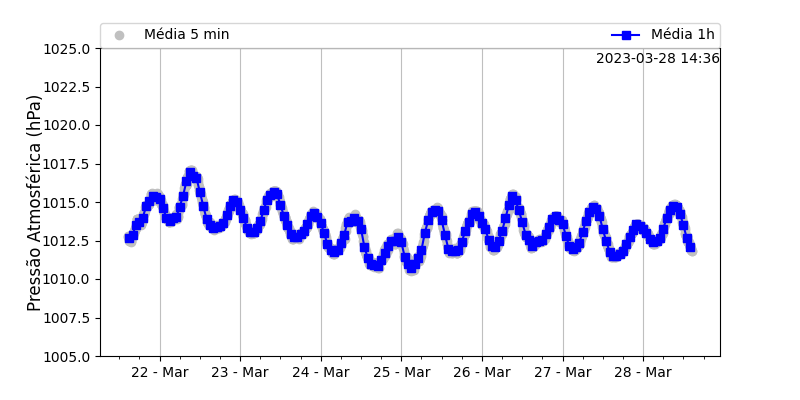 Média 5 min
Média 1h
2023-03-28 14:36
Pressão Atmosférica (hPa)
1025.0
1022.5
1020.0
1017.5
1015.0
1012.5
1010.0
1007.5
1005.0
22 - Mar
23 - Mar
24 - Mar
25 - Mar
26 - Mar
27 - Mar
28 - Mar